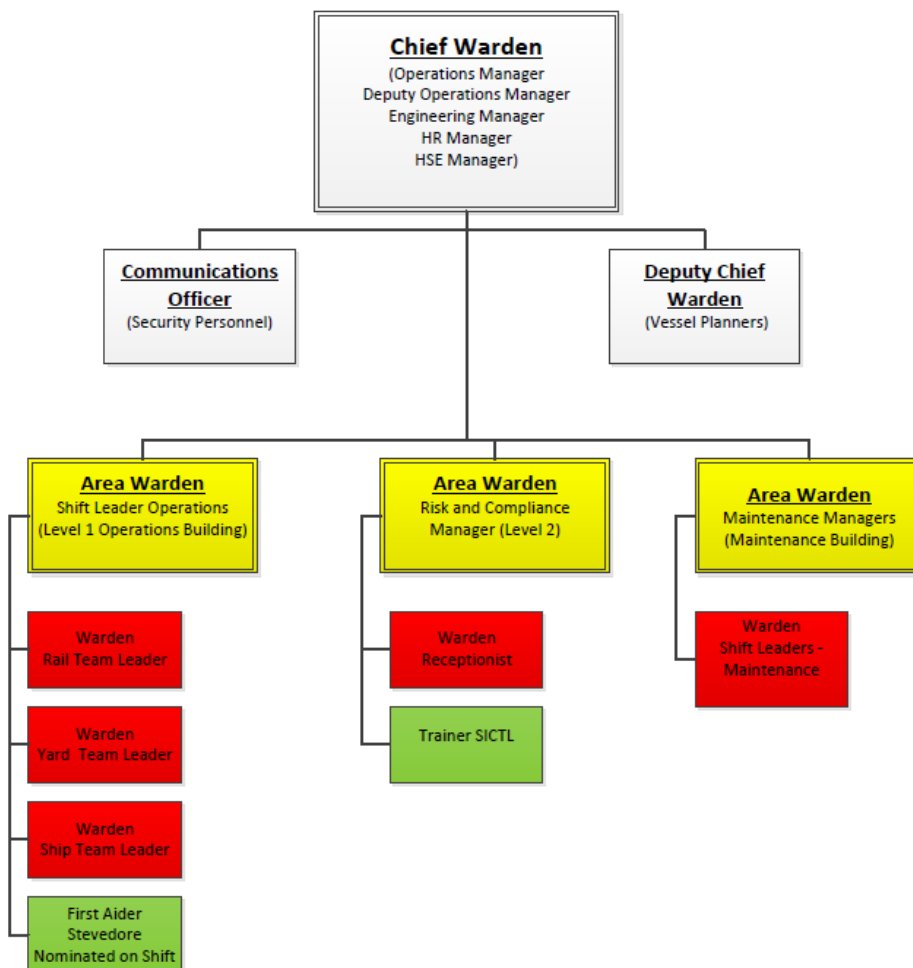 Chief Warden
(Operations Manager
Deputy Operations Manager
Engineering Manager
HR Manager
HSE Manager)
Communications
Officer
(Security Personnel)
Deputy Chief
Warden
(Vessel Planners)
Area Warden
Shift Leader Operations
(Level 1 Operations Building)
Area Warden
Risk and Compliance
Manager (Level 2)
Area Warden
Maintenance Managers
(Maintenance Building)
Warden
Rail Team Leader
Warden
Receptionist
Warden
Shift Leaders -
Maintenance
Warden
Yard  Team Leader
Trainer SICTL
Warden
Ship Team Leader
First Aider
Stevedore
Nominated on Shift